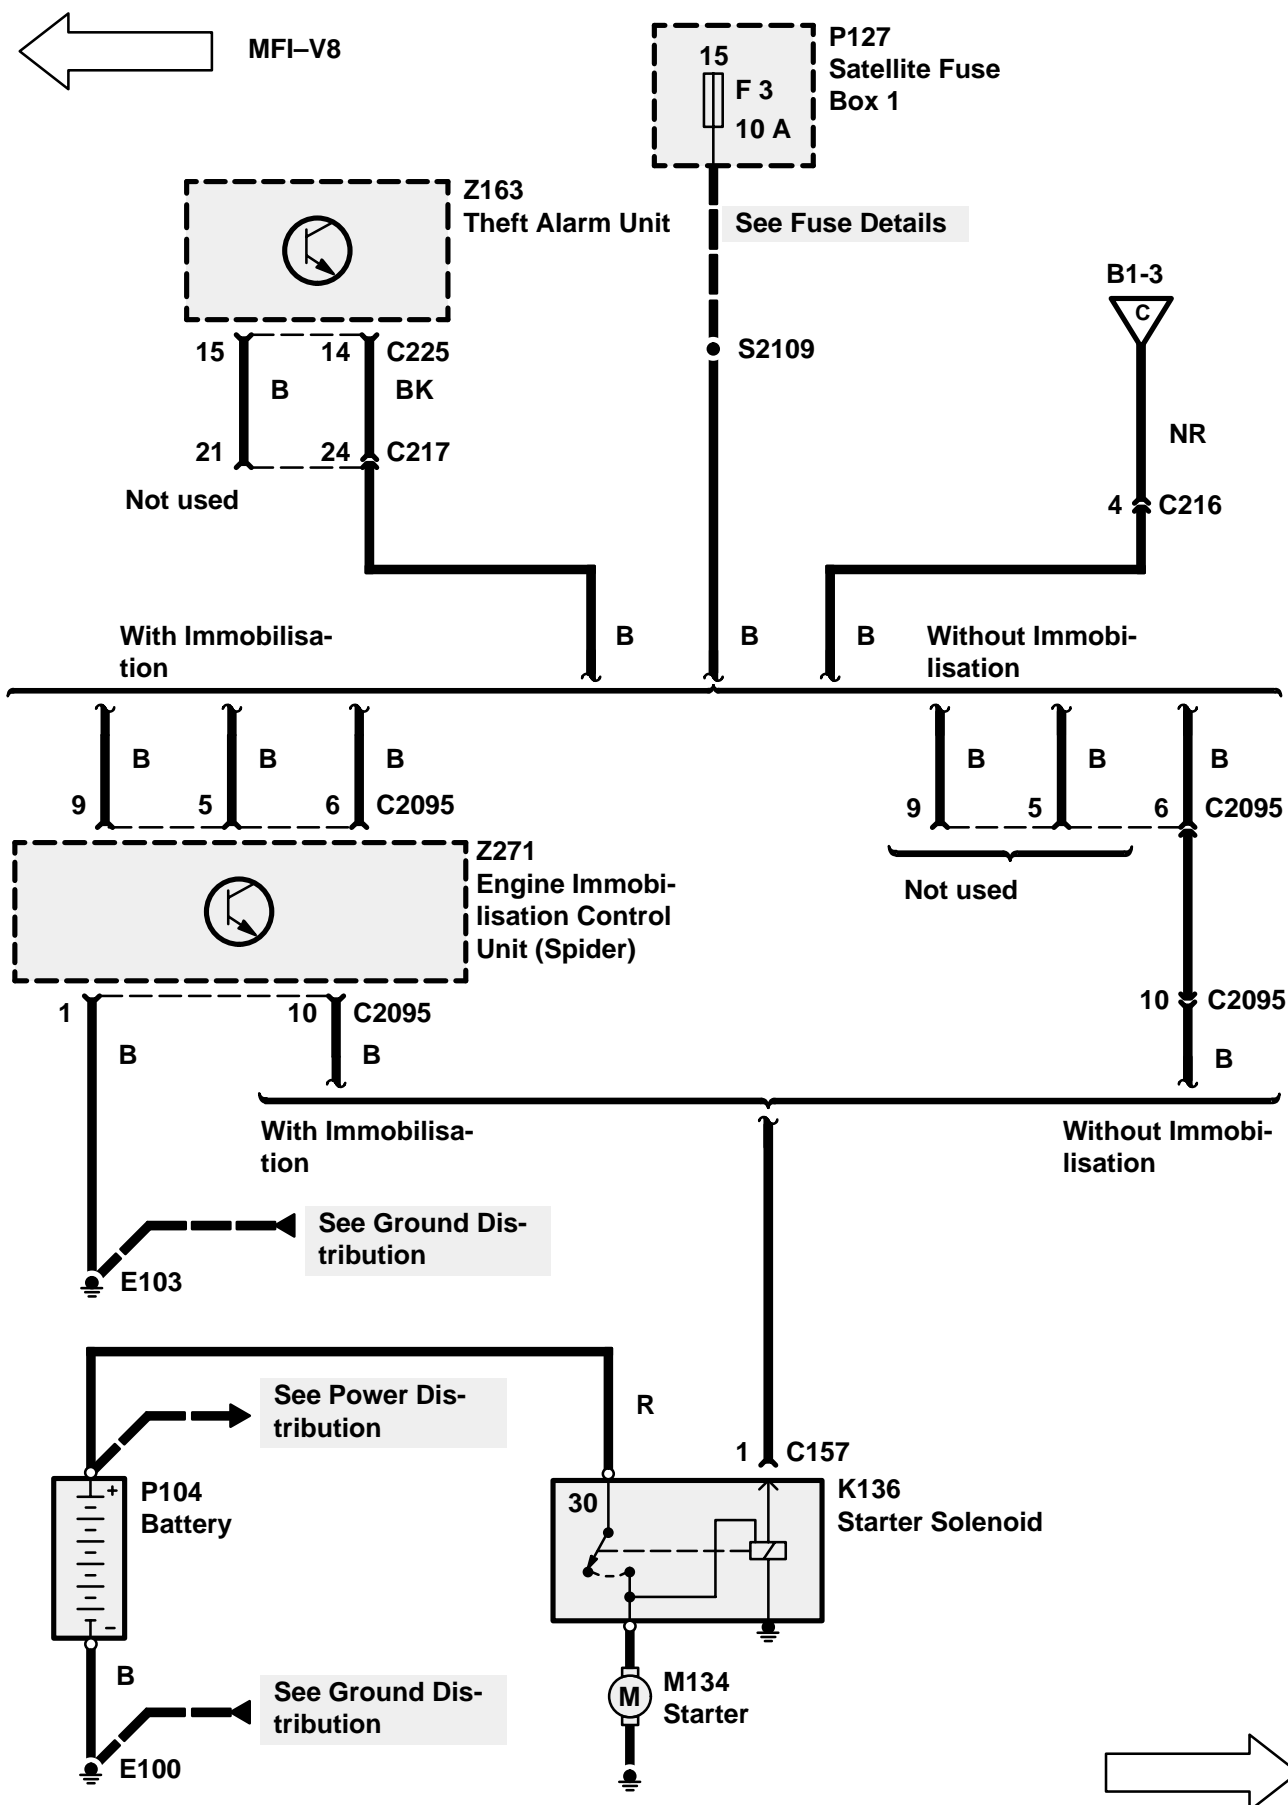 MFI–V8
P127
Satellite Fuse
Box 1
15
F 3
10 A
Z163
Theft Alarm Unit
See Fuse Details
B1-3
C
15
14
C225
S2109
B
BK
NR
21
24
C217
Not used
4
C216
With Immobilisa-
tion
B
B
B
Without Immobi-
lisation
B
B
B
B
B
B
9
5
6
C2095
9
5
6
C2095
Z271
Engine Immobi-
lisation Control
Unit (Spider)
Not used
1
10
C2095
10
C2095
B
B
B
With Immobilisa-
tion
Without Immobi-
lisation
See Ground Dis-
tribution
E103
See Power Dis-
tribution
R
1
C157
P104
Battery
+
–
30
K136
Starter Solenoid
B
See Ground Dis-
tribution
M
M134
Starter
E100